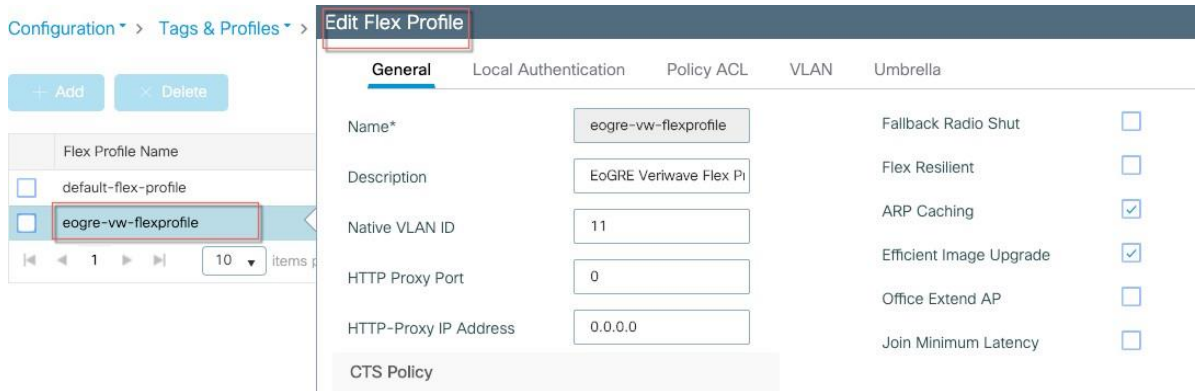 Configuration > Tags & Profiles >
+ Add
× Delete
Flex Profile Name
default-flex-profile
eogre-vw-flexprofile
1
10
items
Edit Flex Profile
General
Local Authentication
Policy ACL
VLAN
Umbrella
Name*
eogre-vw-flexprofile
Description
EoGRE Veriwave Flex
Native VLAN ID
11
HTTP Proxy Port
0
HTTP-Proxy IP Address
0.0.0.0
CTS Policy
Fallback Radio Shut
Flex Resilient
ARP Caching
Efficient Image Upgrade
Office Extend AP
Join Minimum Latency